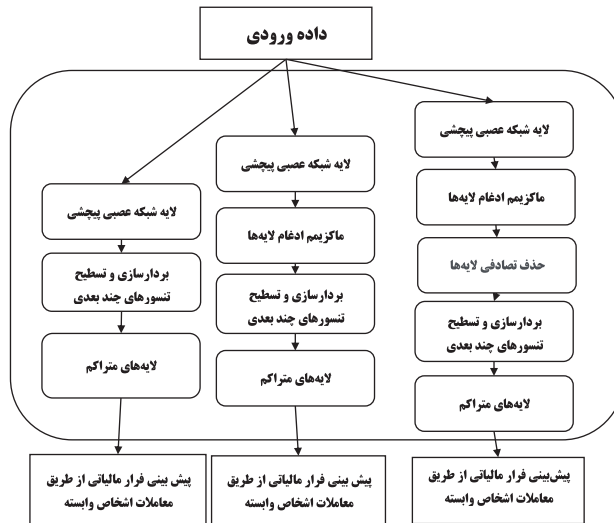 داده ورودی
لایه شبکه عصبی پیچشی
ماکزیمم ادغام لایه‌ها
حذف تصادفی لایه‌ها
بردارسازی و تسطیح
تنسورهای چند بعدی
لایه‌های متراکم
پیش‌بینی فرار مالیاتی از طریق
معاملات اشخاص وابسته
لایه شبکه عصبی پیچشی
ماکزیمم ادغام لایه‌ها
بردارسازی و تسطیح
تنسورهای چند بعدی
لایه‌های متراکم
پیش بینی فرار مالیاتی از طریق
معاملات اشخاص وابسته
لایه شبکه عصبی پیچشی
بردارسازی و تسطیح
تنسورهای چند بعدی
لایه‌های متراکم
پیش بینی فرار مالیاتی از طریق
معاملات اشخاص وابسته